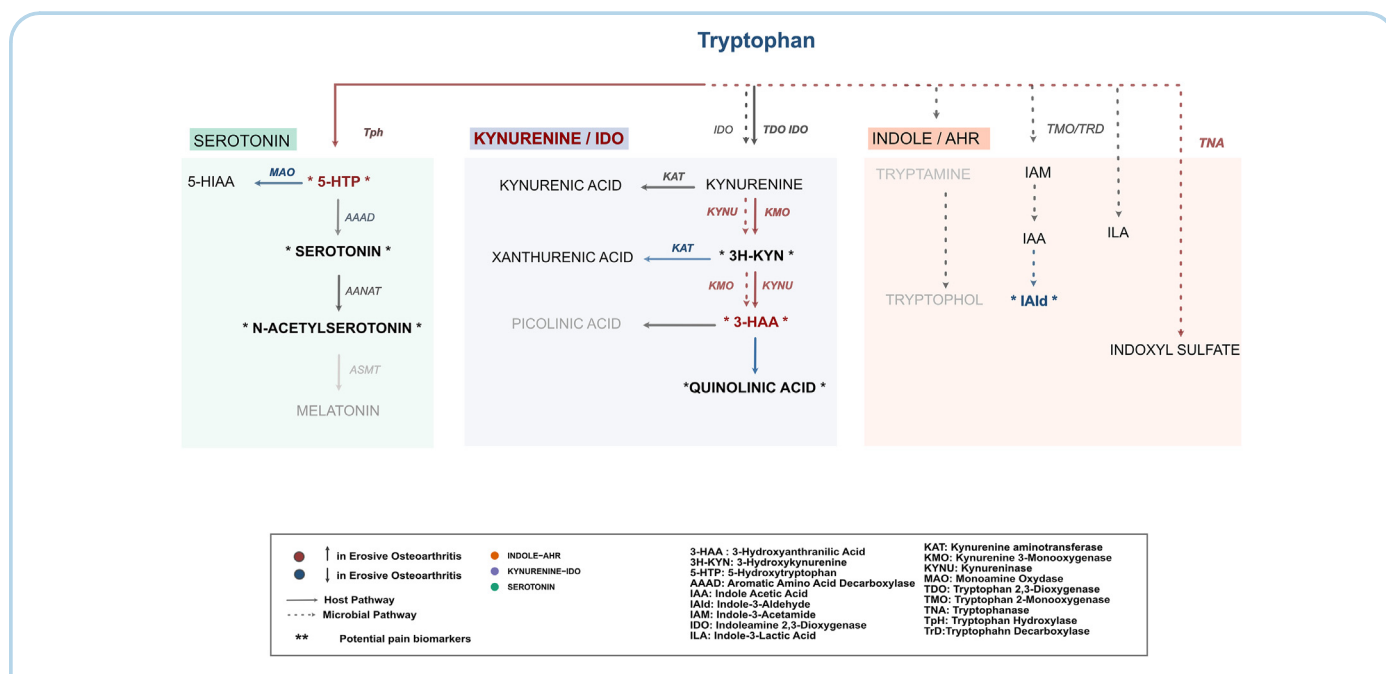 Tryptophan
SEROTONIN
Tph
5-HIAA
MAO
* 5-HTP *
AAAD
* SEROTONIN *
AANAT
* N-ACETYLSEROTONIN *
ASMT
MELATONIN
KYNURENINE / IDO
IDO
TDO IDO
KYNURENIC ACID
KAT
KYNURENINE
KYNU
KMO
XANTHURENIC ACID
KAT
* 3H-KYN *
KMO
KYNU
PICOLINIC ACID
* 3-HAA *
*QUINOLINIC ACID *
INDOLE / AHR
TMO/TRD
TNA
TRYPTAMINE
IAM
IAA
ILA
TRYPTOPHOL
* IAld *
INDOXYL SULFATE
in Erosive Osteoarthritis
in Erosive Osteoarthritis
Host Pathway
Microbial Pathway
** Potential pain biomarkers
INDOLE−AHR
KYNURENINE−IDO
SEROTONIN
3-HAA : 3-Hydroxyanthranilic Acid
3H-KYN: 3-Hydroxykynurenine
5-HTP: 5-Hydroxytryptophan
AAAD: Aromatic Amino Acid Decarboxylase
IAA: Indole Acetic Acid
IAld: Indole-3-Aldehyde
IAM: Indole-3-Acetamide
IDO: Indoleamine 2,3-Dioxygenase
ILA: Indole-3-Lactic Acid
KAT: Kynurenine aminotransferase
KMO: Kynurenine 3-Monooxygenase
KYNU: Kynureninase
MAO: Monoamine Oxydase
TDO: Tryptophan 2,3-Dioxygenase
TMO: Tryptophan 2-Monooxygenase
TNA: Tryptophanase
TpH: Tryptophan Hydroxylase
TrD:Tryptophahn Decarboxylase